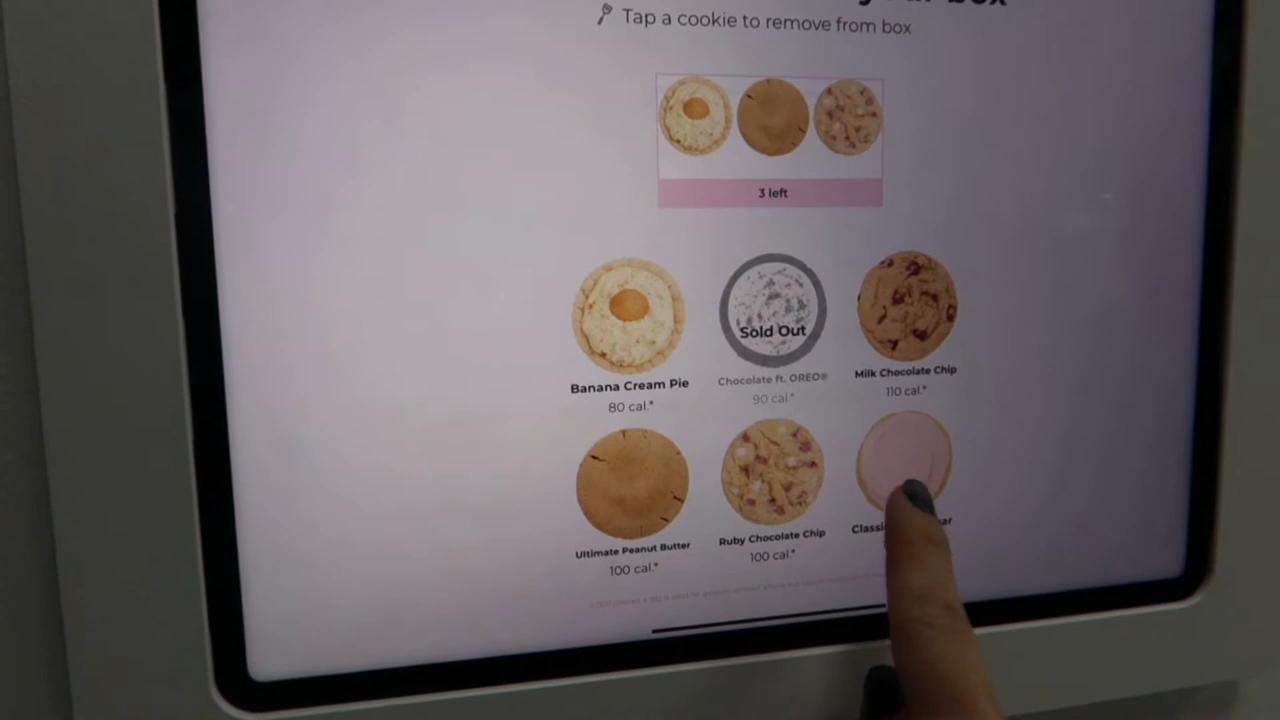 box
Tap a cookie to remove from box
3 left
Sold Out
Banana Cream Pie
80 cal.*
Chocolate ft. OREO®
90 cal.*
Milk Chocolate Chip
110 cal.*
Ultimate Peanut Butter
100 cal.*
Ruby Chocolate Chip
100 cal.*